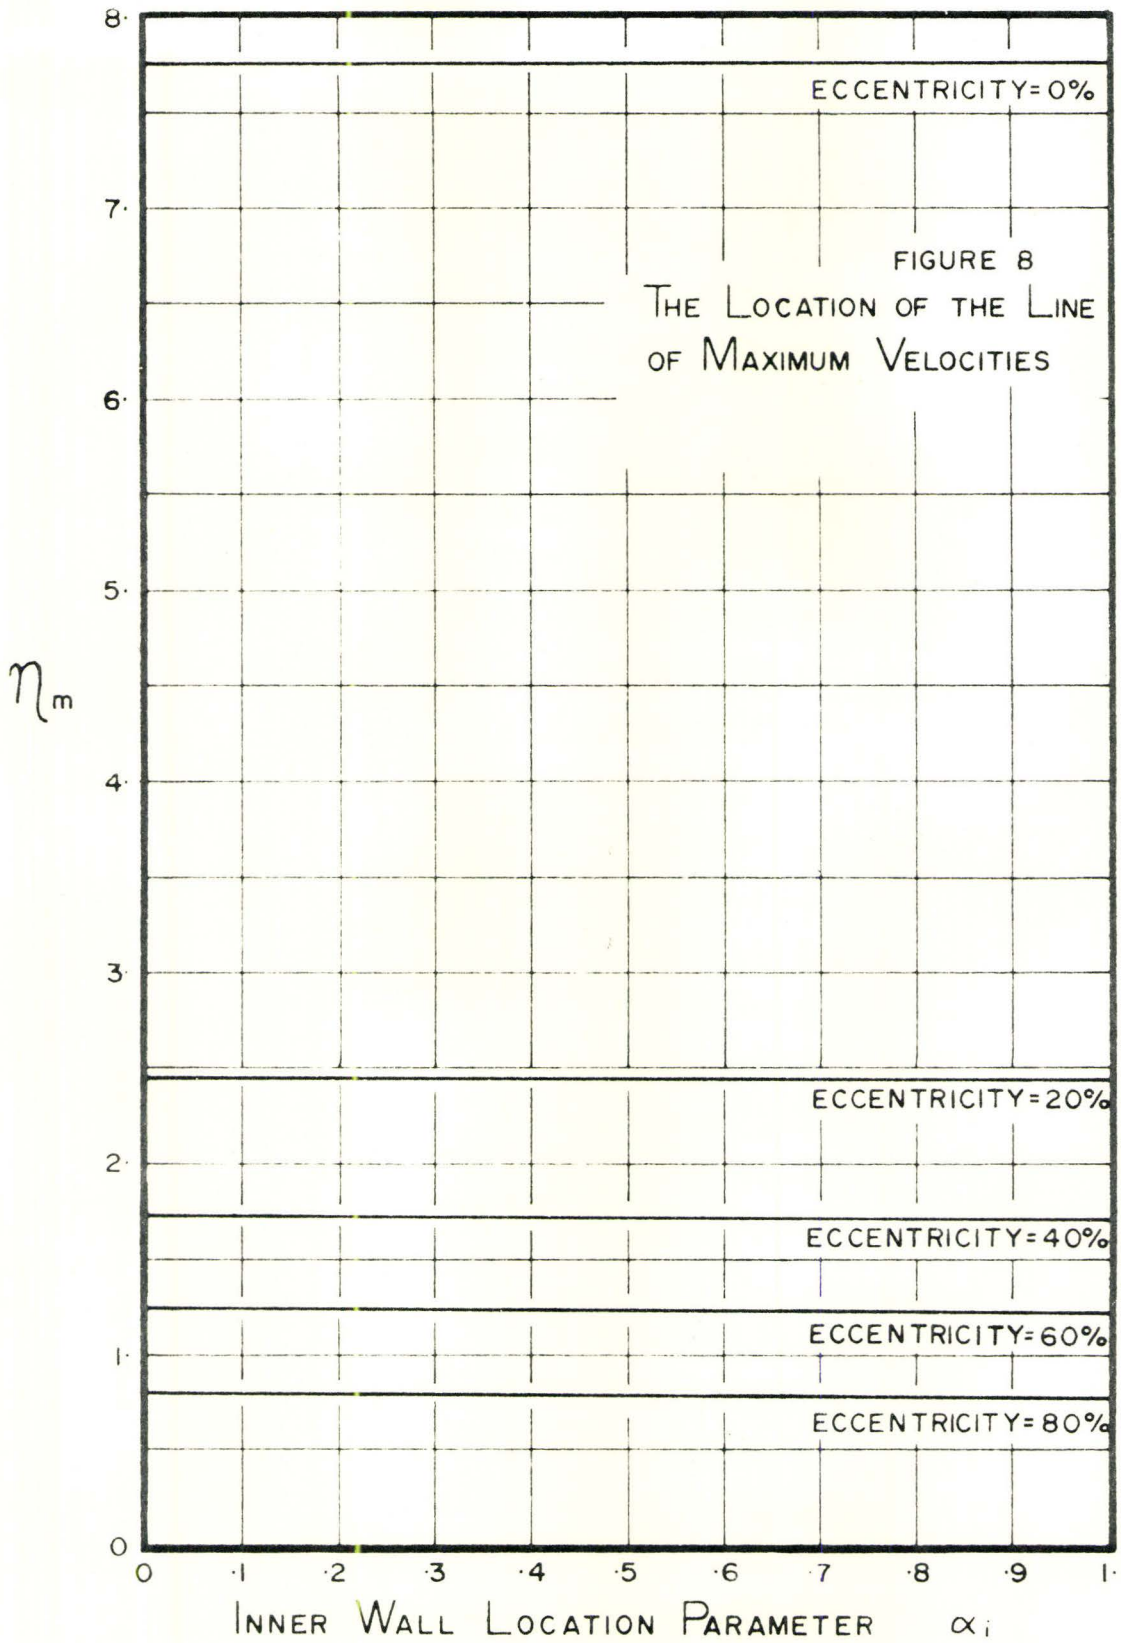 8.
ECCENTRICITY=0%
7.
FIGURE 8
THE LOCATION OF THE LINE
OF MAXIMUM VELOCITIES
6.
5.
ηm
4.
3.
ECCENTRICITY=20%
2.
ECCENTRICITY=40%
ECCENTRICITY=60%
1.
ECCENTRICITY=80%
0
0 .1 .2 .3 .4 .5 .6 .7 .8 .9 1.
INNER WALL LOCATION PARAMETER αi